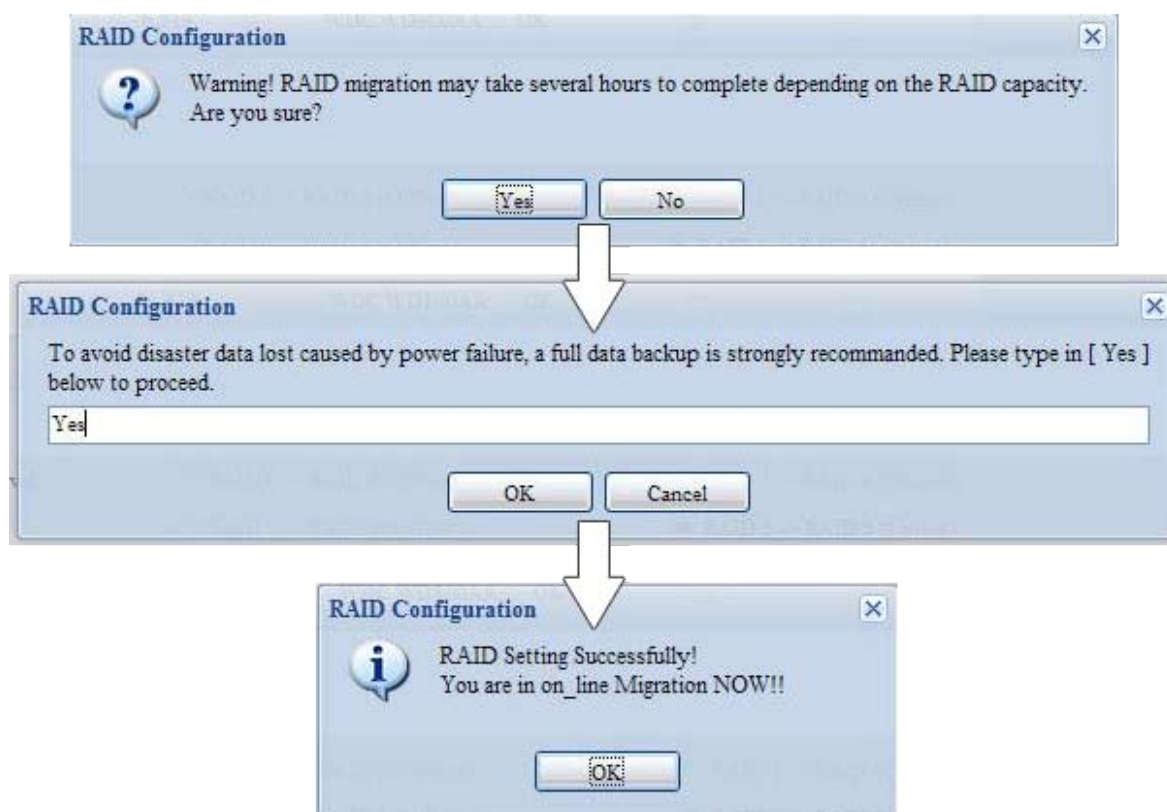 RAID Configuration
Warning! RAID migration may take several hours to complete depending on the RAID capacity.
Are you sure?
Yes
No
RAID Configuration
To avoid disaster data lost caused by power failure, a full data backup is strongly recommanded. Please type in [ Yes ]
below to proceed.
Yes
OK
Cancel
RAID Configuration
RAID Setting Successfully!
You are in on_line Migration NOW!!
OK